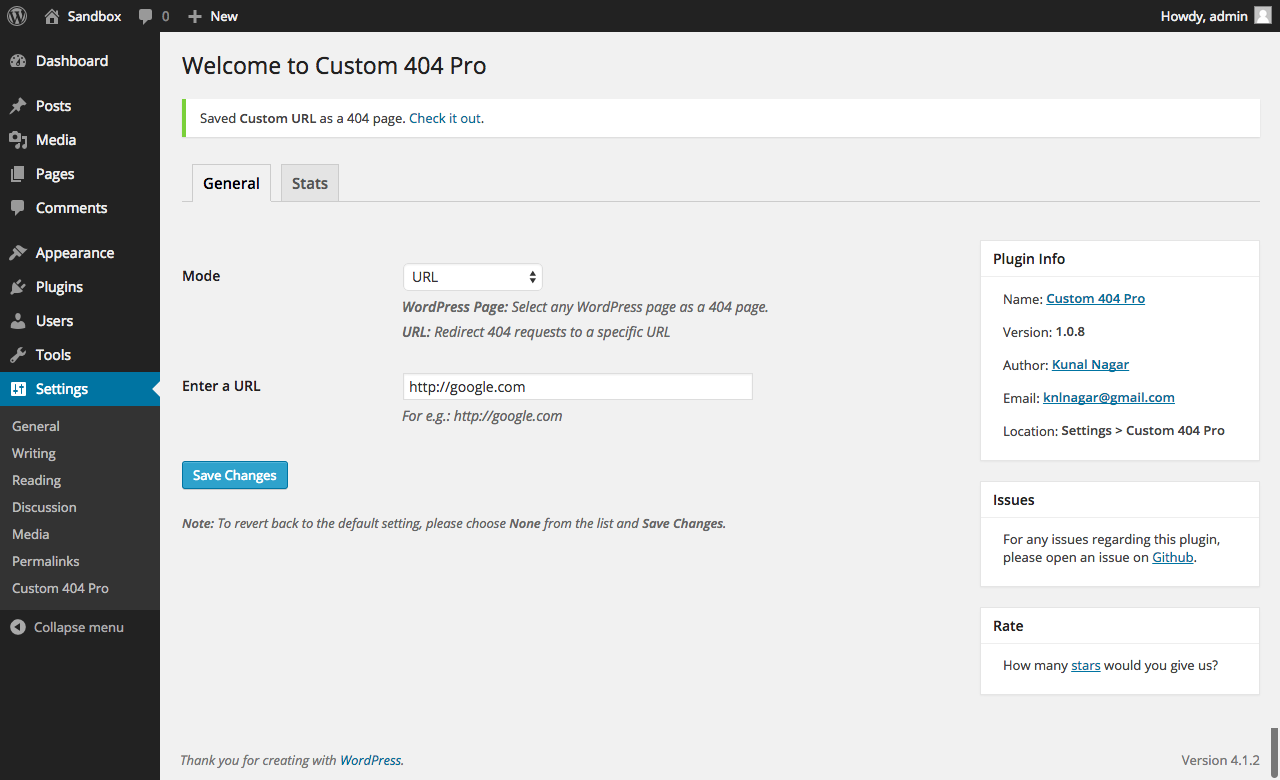 Sandbox 0 New Howdy, admin
Dashboard
Posts
Media
Pages
Comments
Appearance
Plugins
Users
Tools
Settings
General
Writing
Reading
Discussion
Media
Permalinks
Custom 404 Pro
Collapse menu
Welcome to Custom 404 Pro
Saved Custom URL as a 404 page. Check it out.
General Stats
Mode
URL
WordPress Page: Select any WordPress page as a 404 page.
URL: Redirect 404 requests to a specific URL
Enter a URL
http://google.com
For e.g.: http://google.com
Save Changes
Note: To revert back to the default setting, please choose None from the list and Save Changes.
Plugin Info
Name: Custom 404 Pro
Version: 1.0.8
Author: Kunal Nagar
Email: knlnagar@gmail.com
Location: Settings > Custom 404 Pro
Issues
For any issues regarding this plugin,
please open an issue on Github.
Rate
How many stars would you give us?
Thank you for creating with WordPress.
Version 4.1.2